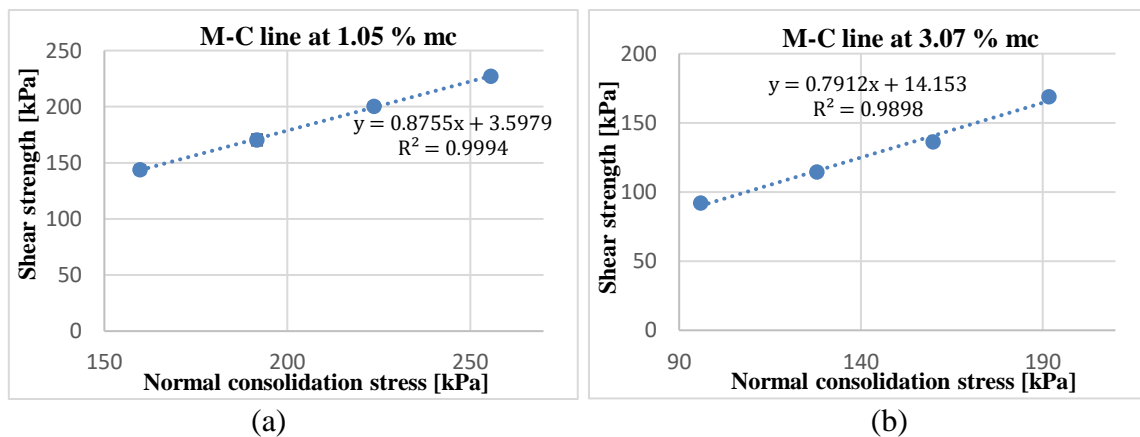 M-C line at 1.05 % mc
Shear strength [kPa]
250
200
150
100
50
0
y = 0.8755x + 3.5979
R² = 0.9994
150
200
250
Normal consolidation stress [kPa]
(a)
M-C line at 3.07 % mc
Shear strength [kPa]
200
150
100
50
0
y = 0.7912x + 14.153
R² = 0.9898
90
140
190
Normal consolidation stress [kPa]
(b)